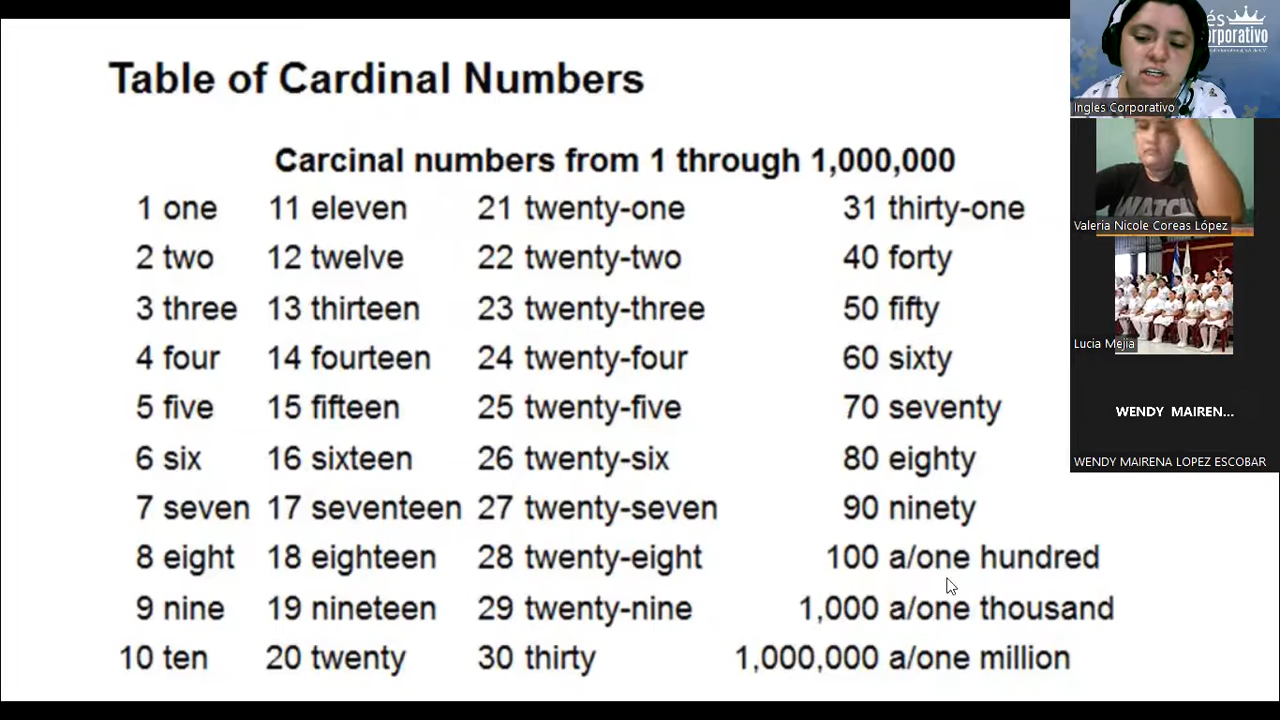 Table of Cardinal Numbers
Carcinal numbers from 1 through 1,000,000
1 one 11 eleven 21 twenty-one 31 thirty-one
2 two 12 twelve 22 twenty-two 40 forty
3 three 13 thirteen 23 twenty-three 50 fifty
4 four 14 fourteen 24 twenty-four 60 sixty
5 five 15 fifteen 25 twenty-five 70 seventy
6 six 16 sixteen 26 twenty-six 80 eighty
7 seven 17 seventeen 27 twenty-seven 90 ninety
8 eight 18 eighteen 28 twenty-eight 100 a/one hundred
9 nine 19 nineteen 29 twenty-nine 1,000 a/one thousand
10 ten 20 twenty 30 thirty 1,000,000 a/one million
és
orporativo
Ingles Corporativo
WATCH
Valeria Nicole Coreas López
Lucia Mejia
WENDY MAIREN...
WENDY MAIRENA LOPEZ ESCOBAR